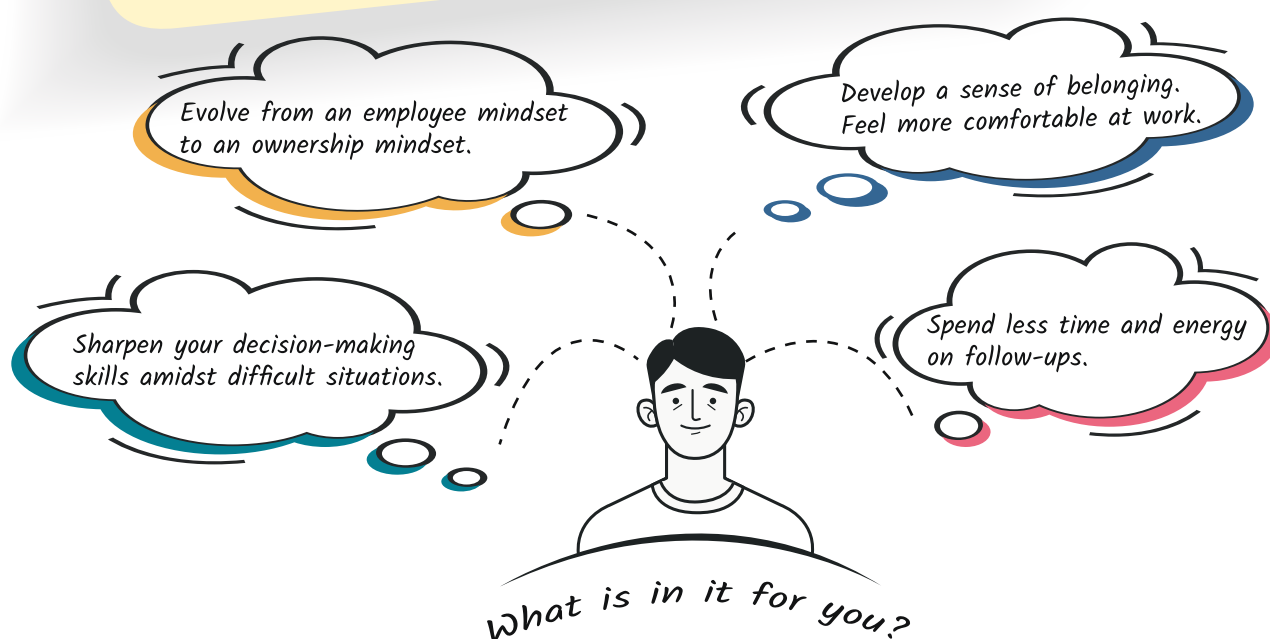 Evolve from an employee mindset
to an ownership mindset.
Develop a sense of belonging.
Feel more comfortable at work.
Sharpen your decision-making
skills amidst difficult situations.
Spend less time and energy
on follow-ups.
What is in it for you?